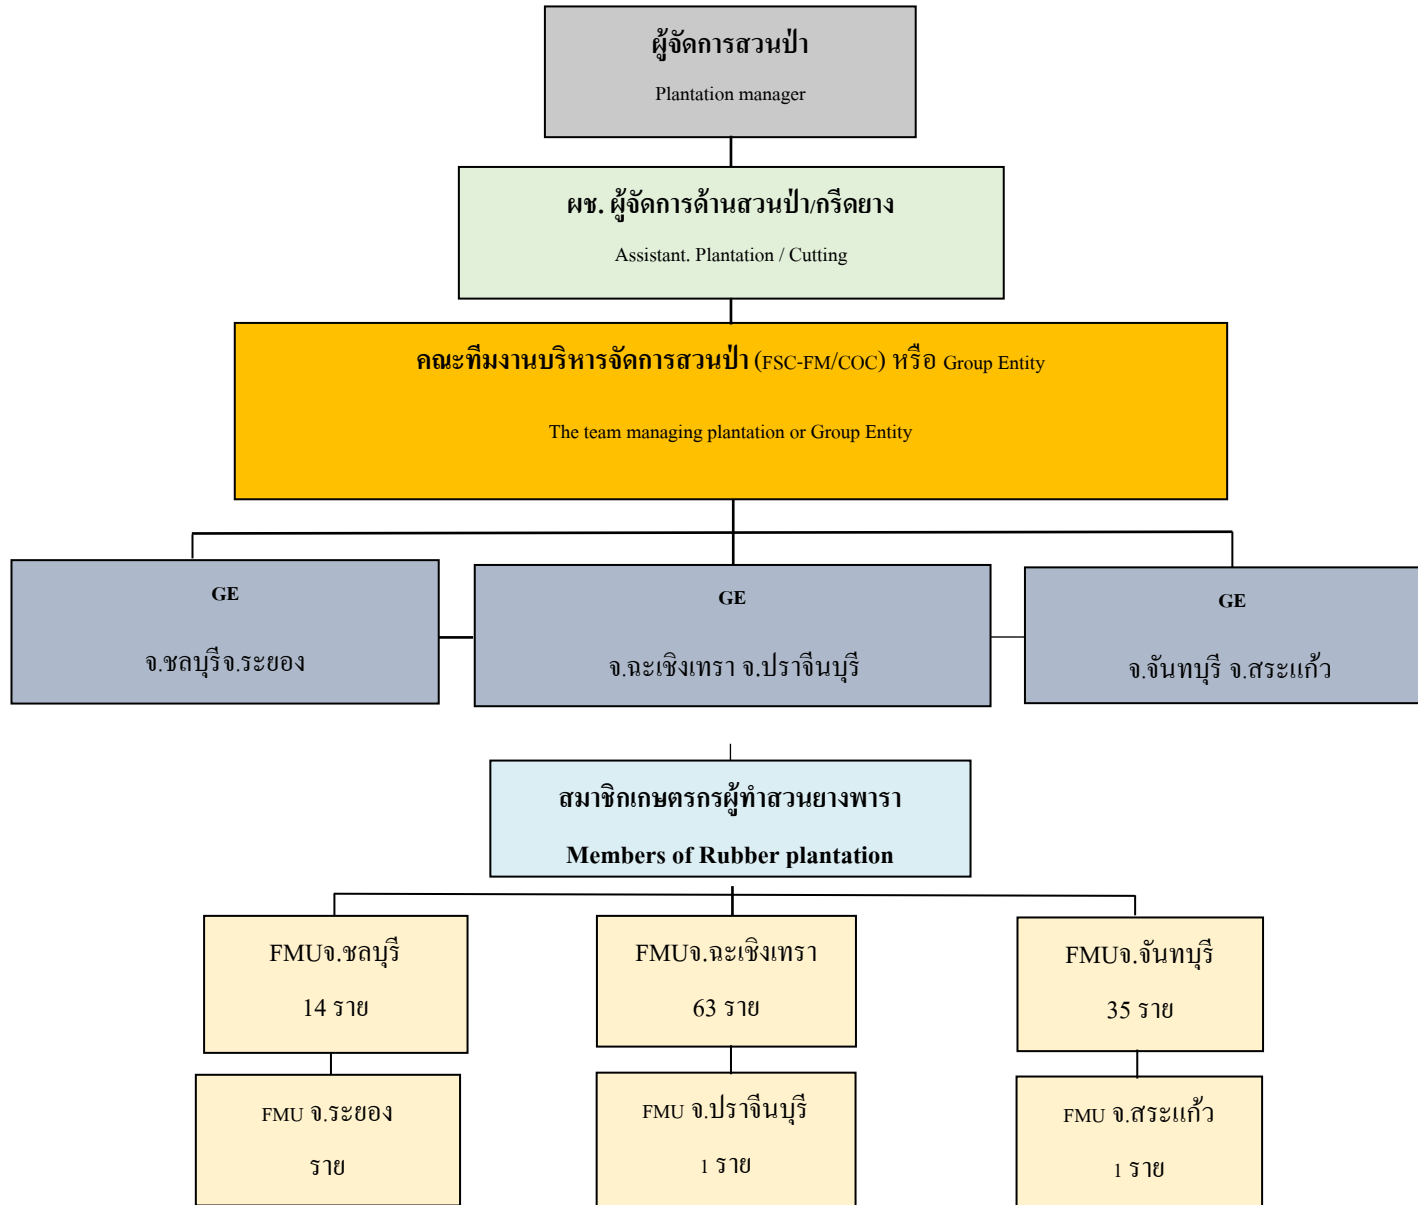 ผู้จัดการสวนป่า
Plantation manager
ผช. ผู้จัดการด้านสวนป่า/กรีดยาง
Assistant. Plantation / Cutting
คณะทีมงานบริหารจัดการสวนป่า (FSC-FM/COC) หรือ Group Entity
The team managing plantation or Group Entity
GE
จ.ชลบุรีจ.ระยอง
GE
จ.ฉะเชิงเทรา จ.ปราจีนบุรี
GE
จ.จันทบุรี จ.สระแก้ว
สมาชิกเกษตรกรผู้ทำสวนยางพารา
Members of Rubber plantation
FMUจ.ชลบุรี
14 ราย
FMUจ.ฉะเชิงเทรา
63 ราย
FMUจ.จันทบุรี
35 ราย
FMU จ.ระยอง
ราย
FMU จ.ปราจีนบุรี
1 ราย
FMU จ.สระแก้ว
1 ราย